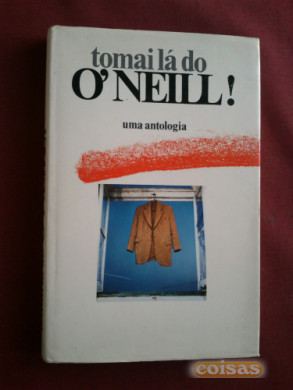 tomai lá do
O'NEILL!
uma antologia
coisas